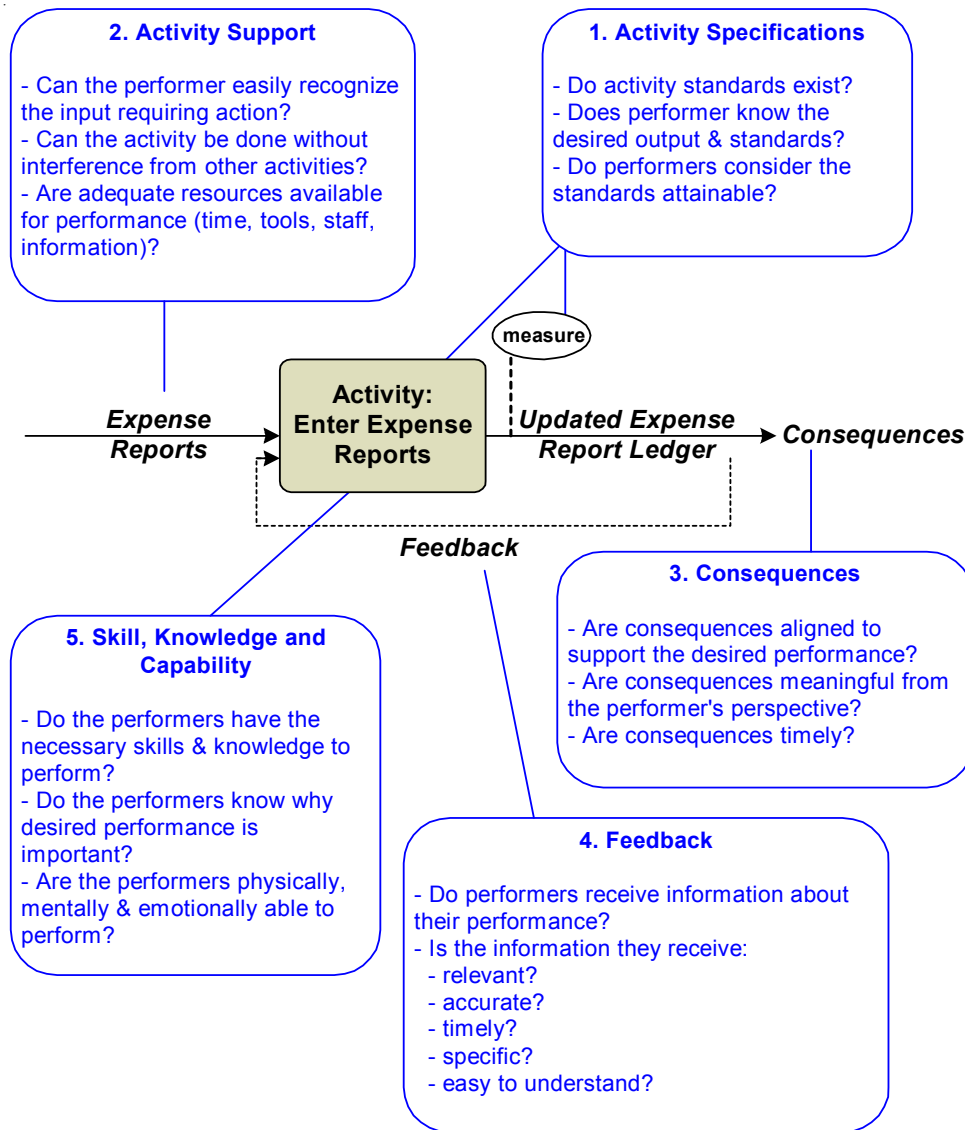 2. Activity Support
- Can the performer easily recognize
the input requiring action?
- Can the activity be done without
interference from other activities?
- Are adequate resources available
for performance (time, tools, staff,
information)?
1. Activity Specifications
- Do activity standards exist?
- Does performer know the
desired output & standards?
- Do performers consider the
standards attainable?
measure
Expense
Reports
Activity:
Enter Expense
Reports
Updated Expense
Report Ledger
Consequences
Feedback
3. Consequences
- Are consequences aligned to
support the desired performance?
- Are consequences meaningful from
the performer's perspective?
- Are consequences timely?
5. Skill, Knowledge and
Capability
- Do the performers have the
necessary skills & knowledge to
perform?
- Do the performers know why
desired performance is
important?
- Are the performers physically,
mentally & emotionally able to
perform?
4. Feedback
- Do performers receive information about
their performance?
- Is the information they receive:
- relevant?
- accurate?
- timely?
- specific?
- easy to understand?